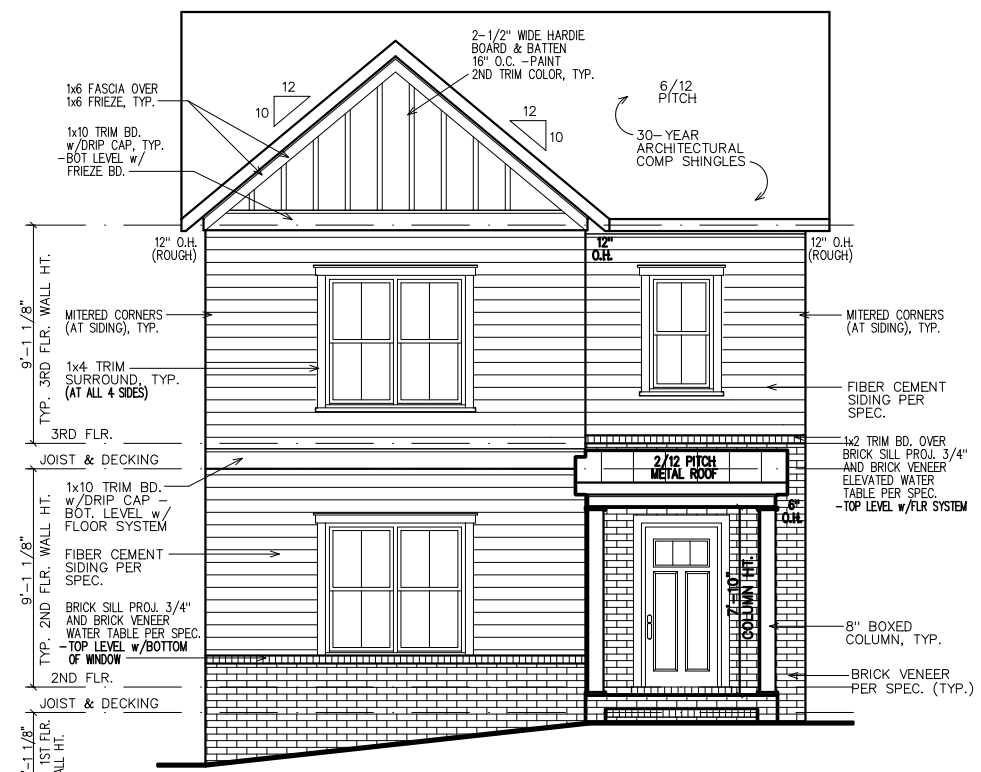 2-1/2" WIDE HARDIE
BOARD & BATTEN
16" O.C. -PAINT
2ND TRIM COLOR, TYP.
1x6 FASCIA OVER
1x6 FRIEZE, TYP.
12
10
12
10
6/12
PITCH
1x10 TRIM BD.
w/DRIP CAP, TYP.
-BOT LEVEL w/
FRIEZE BD.
30-YEAR
ARCHITECTURAL
COMP SHINGLES
12" O.H.
(ROUGH)
12"
O.H.
12" O.H.
(ROUGH)
9'-1 1/8"
TYP. 3RD FLR. WALL HT.
MITERED CORNERS
(AT SIDING), TYP.
MITERED CORNERS
(AT SIDING), TYP.
1x4 TRIM
SURROUND, TYP.
(AT ALL 4 SIDES)
FIBER CEMENT
SIDING PER
SPEC.
3RD FLR.
JOIST & DECKING
1x2 TRIM BD. OVER
BRICK SILL PROJ. 3/4"
AND BRICK VENEER
ELEVATED WATER
TABLE PER SPEC.
-TOP LEVEL w/FLR SYSTEM
2/12 PITCH
METAL ROOF
6"
O.H.
1x10 TRIM BD.
w/DRIP CAP -
BOT. LEVEL w/
FLOOR SYSTEM
9'-1 1/8"
TYP. 2ND FLR. WALL HT.
FIBER CEMENT
SIDING PER
SPEC.
7'-10"
COLUMN HT.
BRICK SILL PROJ. 3/4"
AND BRICK VENEER
WATER TABLE PER SPEC.
-TOP LEVEL w/BOTTOM
OF WINDOW
8" BOXED
COLUMN, TYP.
2ND FLR.
BRICK VENEER
PER SPEC. (TYP.)
JOIST & DECKING
'-1 1/8"
1ST FLR.
ALL HT.